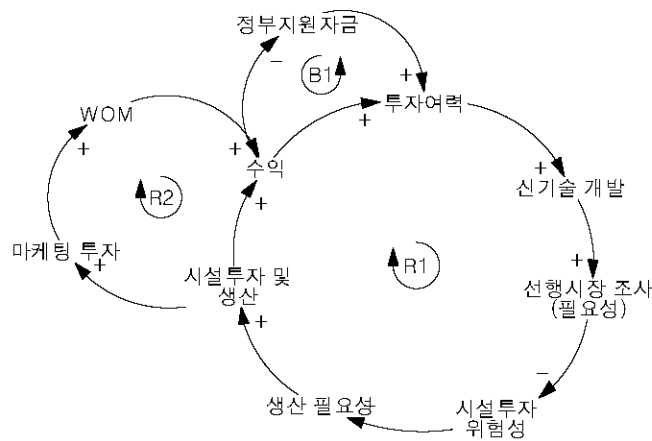 정부지원자금
−
B1
+
투자여력
+
WOM
+
+
수익
+
신기술 개발
R2
+
마케팅 투자
+
시설투자 및
생산
R1
+
선행시장 조사
(필요성)
+
−
생산 필요성
+
시설투자
위험성